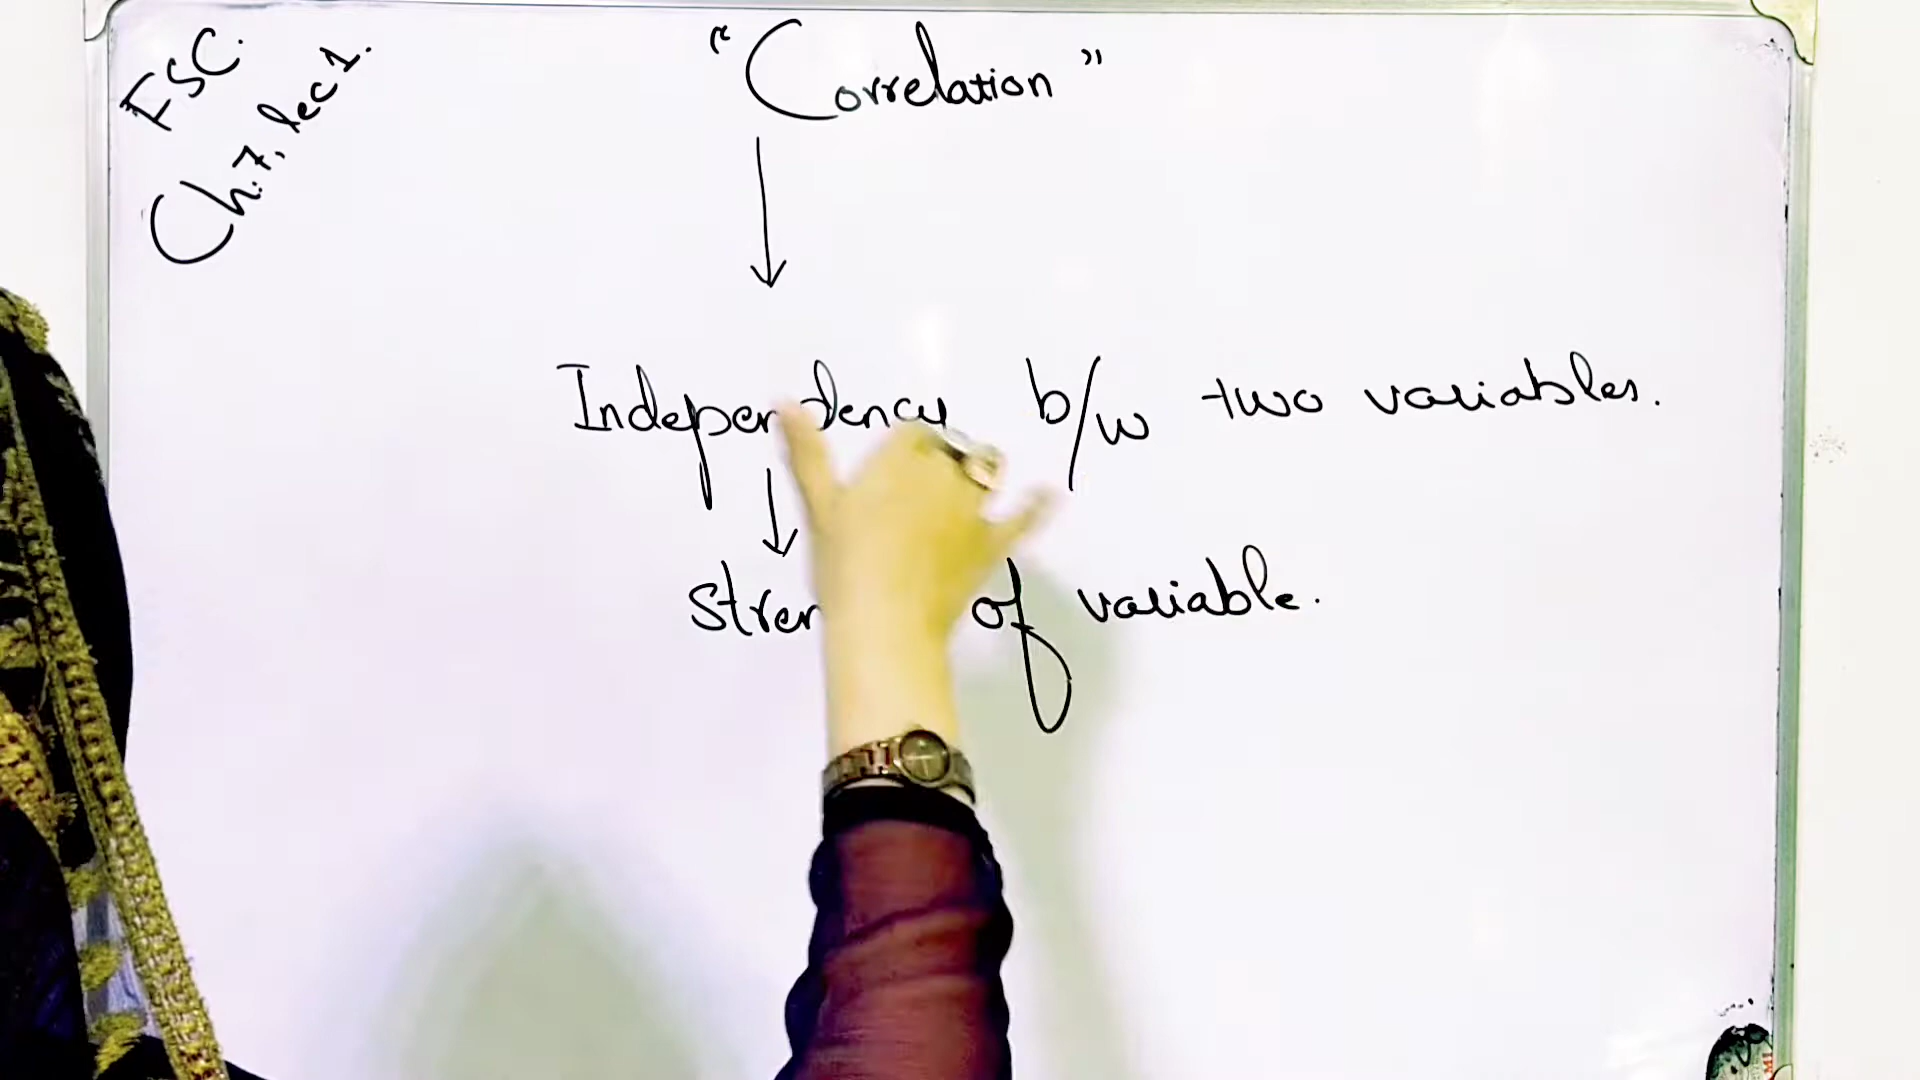 FSC.
Ch.7, lec 1.
"Correlation"
Independency b/w two variables.
of variable.